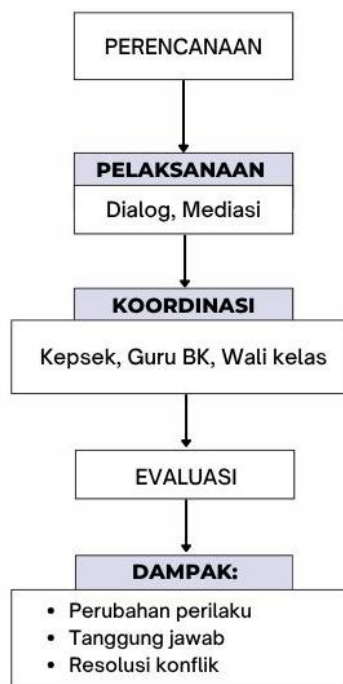 PERENCANAAN
PELAKSANAAN
Dialog, Mediasi
KOORDINASI
Kepsek, Guru BK, Wali kelas
EVALUASI
DAMPAK:
• Perubahan perilaku
• Tanggung jawab
• Resolusi konflik